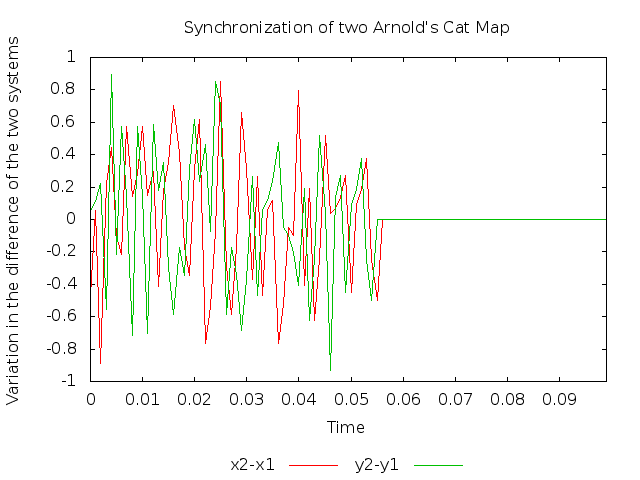 Synchronization of two Arnold's Cat Map
Variation in the difference of the two systems
1
0.8
0.6
0.4
0.2
0
-0.2
-0.4
-0.6
-0.8
-1
0 0.01 0.02 0.03 0.04 0.05 0.06 0.07 0.08 0.09
Time
x2-x1 y2-y1